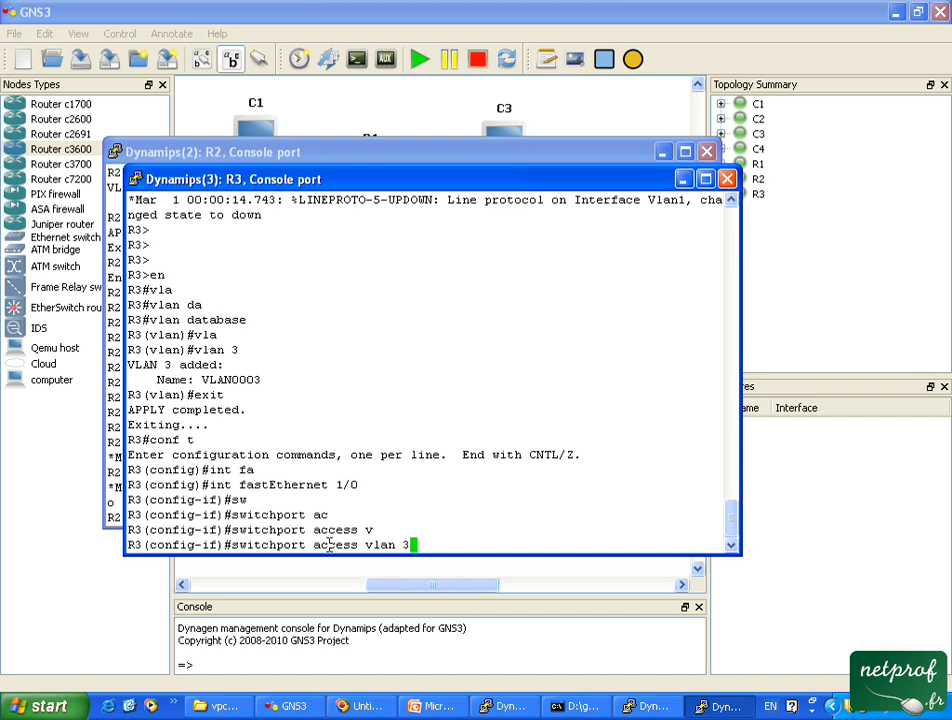 GNS3
File Edit View Control Annotate Help
Nodes Types
Router c1700
Router c2600
Router c2691
Router c3600
Router c3700
Router c7200
PIX firewall
ASA firewall
Juniper router
Ethernet switch
ATM bridge
ATM switch
Frame Relay sw
EtherSwitch rou
IDS
Qemu host
Cloud
computer
C1
C3
Topology Summary
C1
C2
C3
C4
R1
R2
R3
Dynamips(2): R2, Console port
Dynamips(3): R3, Console port
*Mar  1 00:00:14.743: %LINEPROTO-5-UPDOWN: Line protocol on Interface Vlan1, cha
nged state to down
R3>
R3>
R3>
R3>en
R3#vla
R3#vlan da
R3#vlan database
R3(vlan)#vla
R3(vlan)#vlan 3
VLAN 3 added:
    Name: VLAN0003
R3(vlan)#exit
APPLY completed.
Exiting....
R3#conf t
Enter configuration commands, one per line.  End with CNTL/Z.
R3(config)#int fa
R3(config)#int fastEthernet 1/0
R3(config-if)#sw
R3(config-if)#switchport ac
R3(config-if)#switchport access v
R3(config-if)#switchport access vlan 3
Interface
Console
Dynagen management console for Dynamips (adapted for GNS3)
Copyright (c) 2008-2010 GNS3 Project
=>
start
vpc...
GNS3
Unti...
Micr...
Dyn...
D:\g...
Dyn...
Dyn...
EN
netprof
.fr